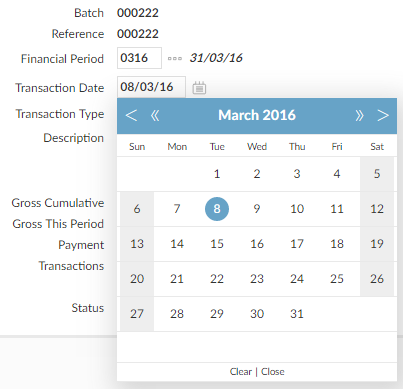 Batch 000222
Reference 000222
Financial Period 0316 31/03/16
Transaction Date 08/03/16
Transaction Type
Description
Gross Cumulative
Gross This Period
Payment
Transactions
Status
< « March 2016 » >
Sun Mon Tue Wed Thu Fri Sat
1 2 3 4 5
6 7 8 9 10 11 12
13 14 15 16 17 18 19
20 21 22 23 24 25 26
27 28 29 30 31
Clear | Close